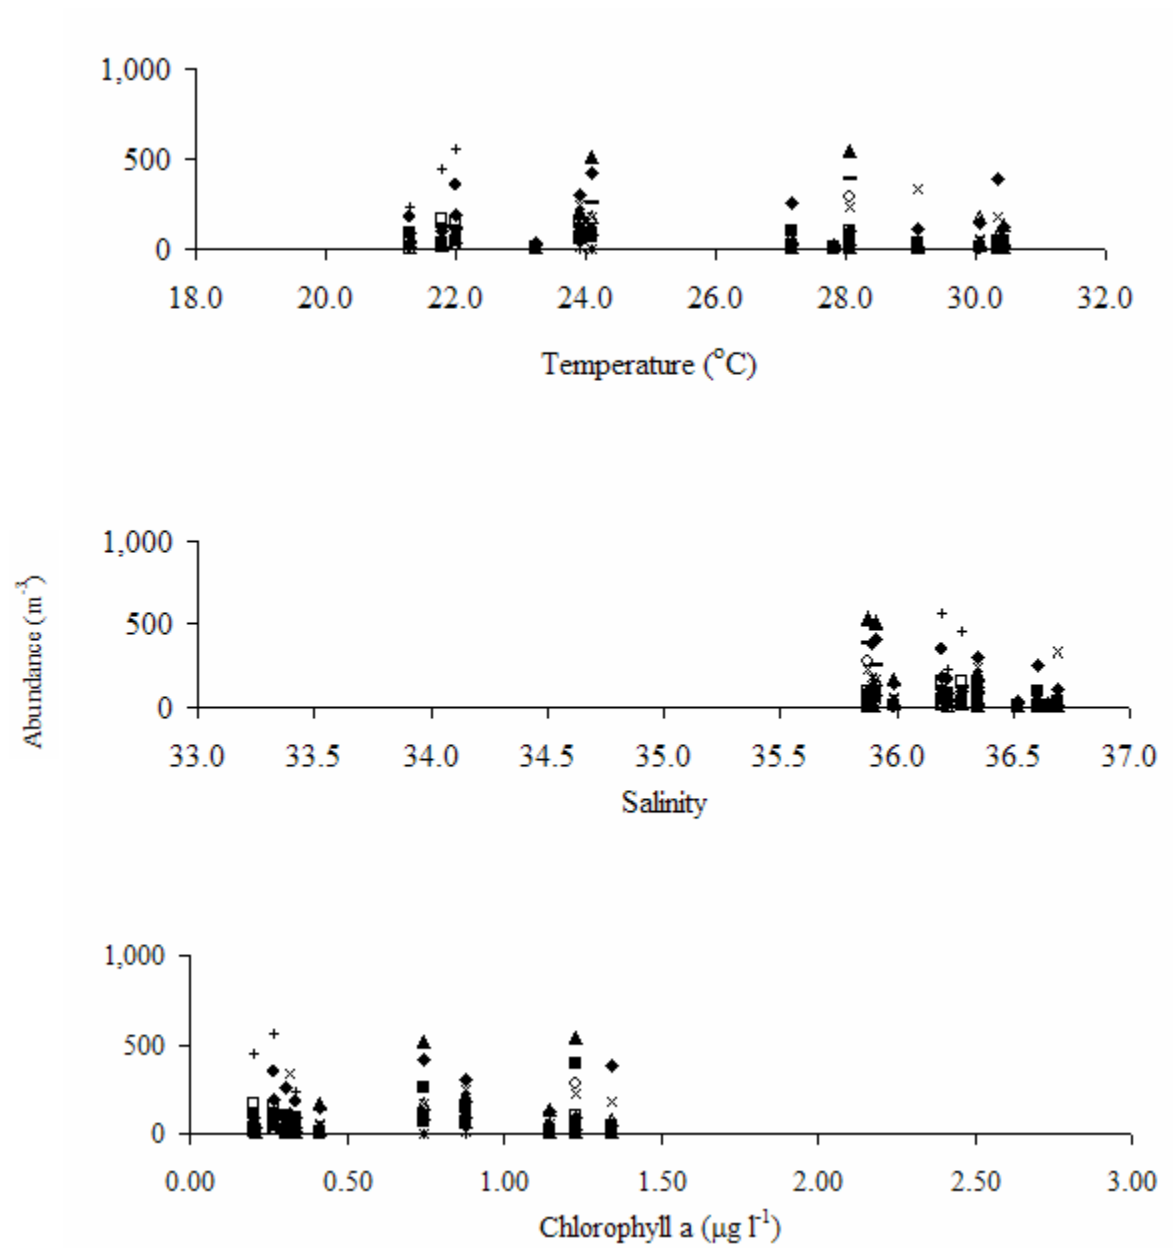 1,000
500
0
18.0 20.0 22.0 24.0 26.0 28.0 30.0 32.0
Temperature (°C)
Abundance (m⁻³)
1,000
500
0
33.0 33.5 34.0 34.5 35.0 35.5 36.0 36.5 37.0
Salinity
1,000
500
0
0.00 0.50 1.00 1.50 2.00 2.50 3.00
Chlorophyll a (µg l⁻¹)